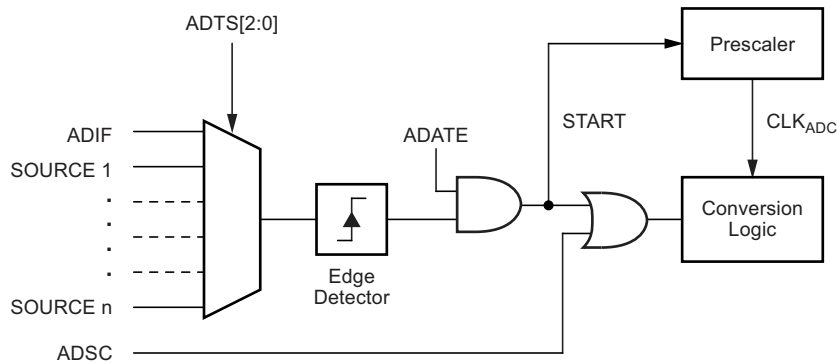 ADTS[2:0]
Prescaler
ADIF
ADATE
START
CLKADC
SOURCE 1
.
.
.
.
Conversion
Logic
Edge
Detector
SOURCE n
ADSC